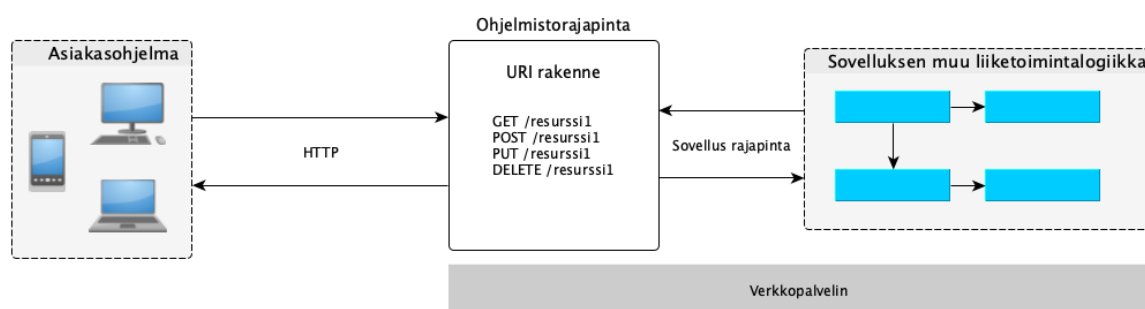 Ohjelmistorajapinta
Asiakasohjelma
URI rakenne
GET /resurssi1
POST /resurssi1
PUT /resurssi1
DELETE /resurssi1
HTTP
Sovellus rajapinta
Sovelluksen muu liiketoimintalogiikka
Verkkopalvelin